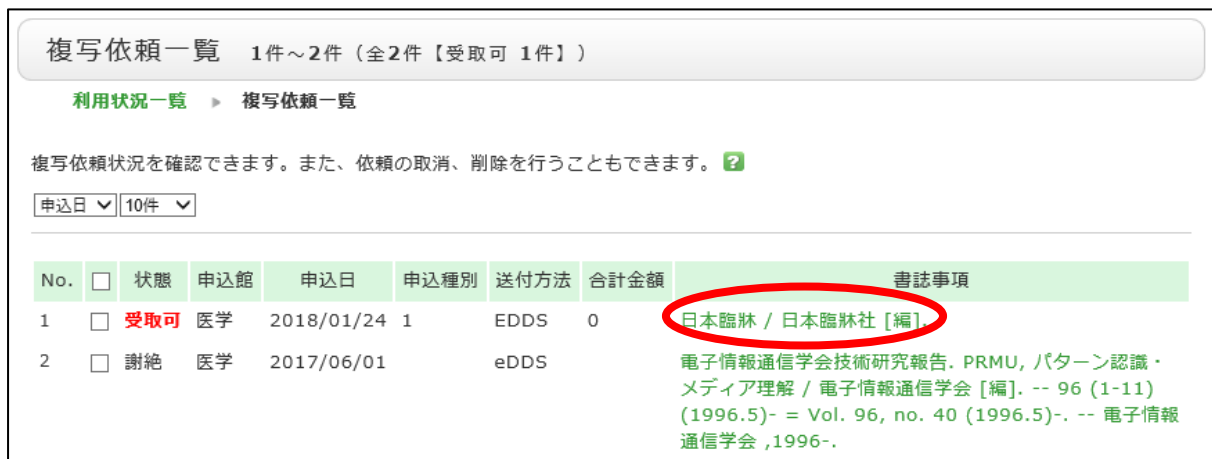 複写依頼一覧 1件～2件（全2件【受取可 1件】）
利用状況一覧 ▶ 複写依頼一覧
複写依頼状況を確認できます。また、依頼の取消、削除を行うこともできます。 ?
申込日 10件
No. 状態 申込館 申込日 申込種別 送付方法 合計金額 書誌事項
1 受取可 医学 2018/01/24 1 EDDS 0 日本臨牀 / 日本臨牀社 [編].
2 謝絶 医学 2017/06/01 eDDS 電子情報通信学会技術研究報告. PRMU, パターン認識・
メディア理解 / 電子情報通信学会 [編]. -- 96 (1-11)
(1996.5)- = Vol. 96, no. 40 (1996.5)-. -- 電子情報
通信学会 ,1996-.